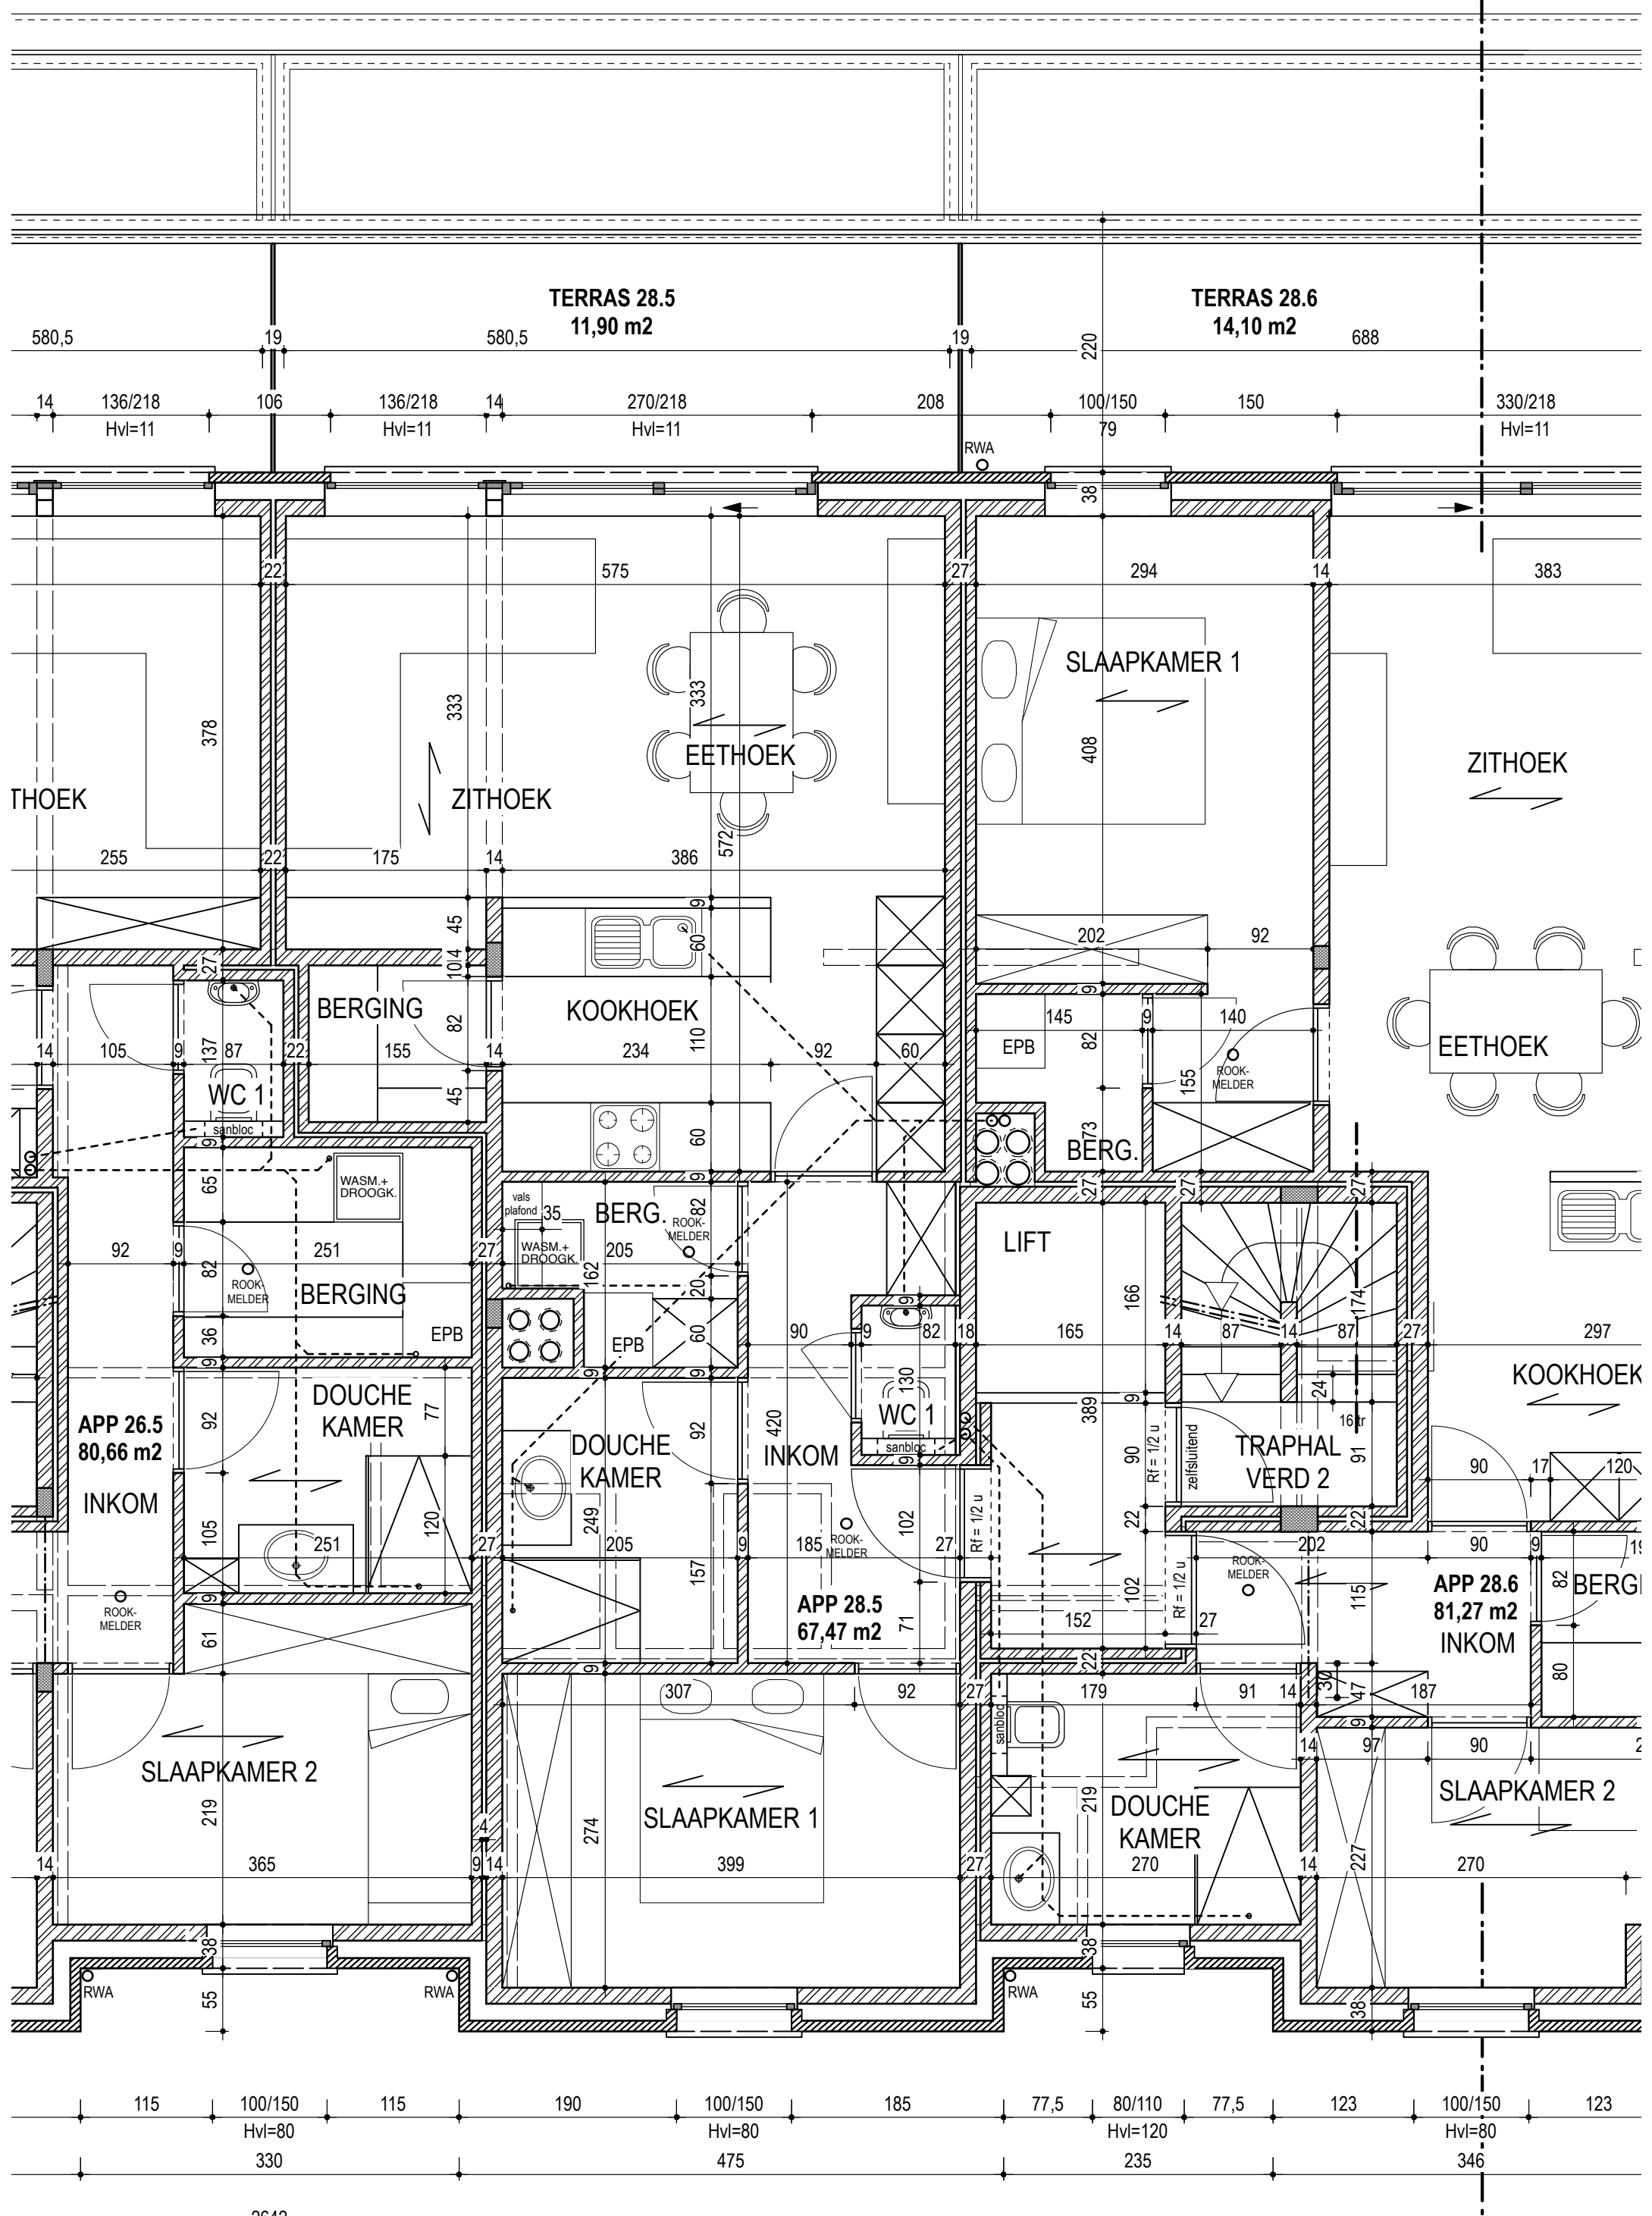 TERRAS 28.5
11,90 m2
TERRAS 28.6
14,10 m2
580,5
19
580,5
19
220
688
14
136/218
106
136/218
14
270/218
208
100/150
150
330/218
Hvl=11
Hvl=11
Hvl=11
79
Hvl=11
RWA
38
22
575
27
294
14
383
SLAAPKAMER 1
378
333
333
408
EETHOEK
ZITHOEK
THOEK
ZITHOEK
572
255
22
175
14
386
45
9
60
202
92
27
10
14
BERGING
KOOKHOEK
82
110
9
145
9
140
EPB
82
ROOK-
MELDER
155
EETHOEK
14
105
9
137
87
22
155
14
234
92
60
WC 1
45
sanbloc
9
60
73
BERG.
65
WASM.+
DROOGK.
9
27
27
27
vals
plafond
35
BERG.
82
ROOK-
MELDER
LIFT
WASM.+
DROOGK.
92
9
82
251
27
205
162
20
ROOK-
MELDER
BERGING
166
174
36
EPB
EPB
60
90
9
82
18
165
14
87
14
87
27
297
9
9
9
9
130
9
24
KOOKHOEK
DOUCHE
KAMER
77
92
APP 26.5
80,66 m2
WC 1
389
16 tr
420
92
DOUCHE
KAMER
INKOM
sanbloc
9
90
Rf = 1/2 u
zelfsluitend
TRAPHAL
VERD 2
91
90
17
120
INKOM
105
120
249
102
Rf = 1/2 u
22
22
251
27
205
9
185
ROOK-
MELDER
27
202
90
9
157
ROOK-
MELDER
82
BERGI
ROOK-
MELDER
9
APP 28.5
67,47 m2
102
Rf = 1/2 u
115
APP 28.6
81,27 m2
INKOM
61
71
152
27
9
22
80
307
92
27
179
91
14
30
47
187
sanbloc
9
14
97
90
SLAAPKAMER 2
219
274
SLAAPKAMER 1
219
DOUCHE
KAMER
SLAAPKAMER 2
227
4
14
365
9
14
399
27
270
14
270
38
38
RWA
RWA
RWA
55
55
38
115
100/150
115
190
100/150
185
77,5
80/110
77,5
123
100/150
123
Hvl=80
Hvl=80
Hvl=120
Hvl=80
330
475
235
346